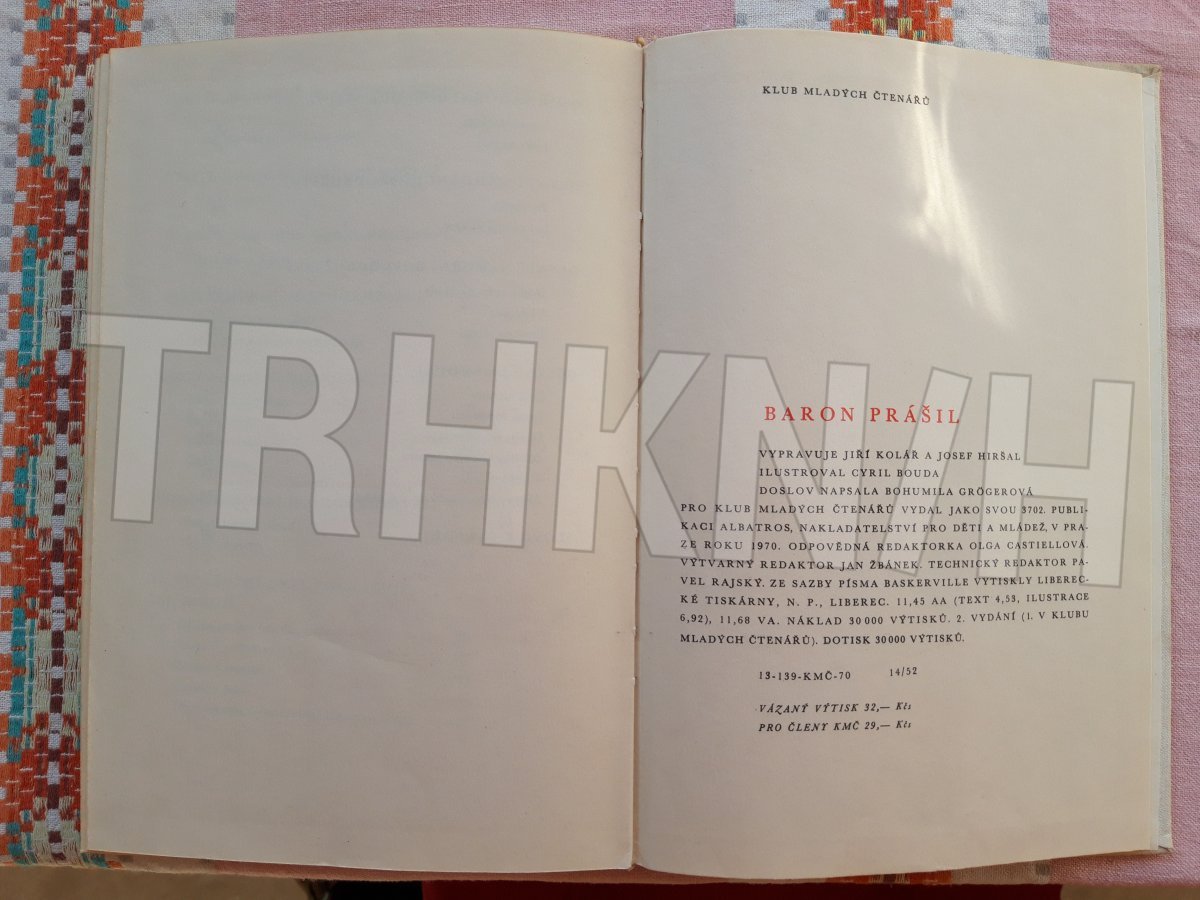 KLUB MLADÝCH ČTENÁŘŮ
TRHKNIH
BARON PRÁŠIL
VYPRAVUJE JIŘÍ KOLÁŘ A JOSEF HIRŠAL
ILUSTROVAL CYRIL BOUDA
DOSLOV NAPSALA BOHUMILA GRÖGEROVÁ
PRO KLUB MLADÝCH ČTENÁŘŮ VYDAL JAKO SVOU 3702. PUBLI-
KACI ALBATROS, NAKLADATELSTVÍ PRO DĚTI A MLÁDEŽ, V PRA-
ZE ROKU 1970. ODPOVĚDNÁ REDAKTORKA OLGA CASTIELLOVÁ.
VÝTVARNÝ REDAKTOR JAN ŽBÁNEK. TECHNICKÝ REDAKTOR PA-
VEL RAJSKÝ. ZE SAZBY PÍSMA BASKERVILLE VYTISKLY LIBEREC-
KÉ TISKÁRNY, N. P., LIBEREC. 11,45 AA (TEXT 4,53, ILUSTRACE
6,92), 11,68 VA. NÁKLAD 30 000 VÝTISKŮ. 2. VYDÁNÍ (1. V KLUBU
MLADÝCH ČTENÁŘŮ). DOTISK 30 000 VÝTISKŮ.
13-139-KMČ-70 14/52
VÁZANÝ VÝTISK 32,— Kčs
PRO ČLENY KMČ 29,— Kčs